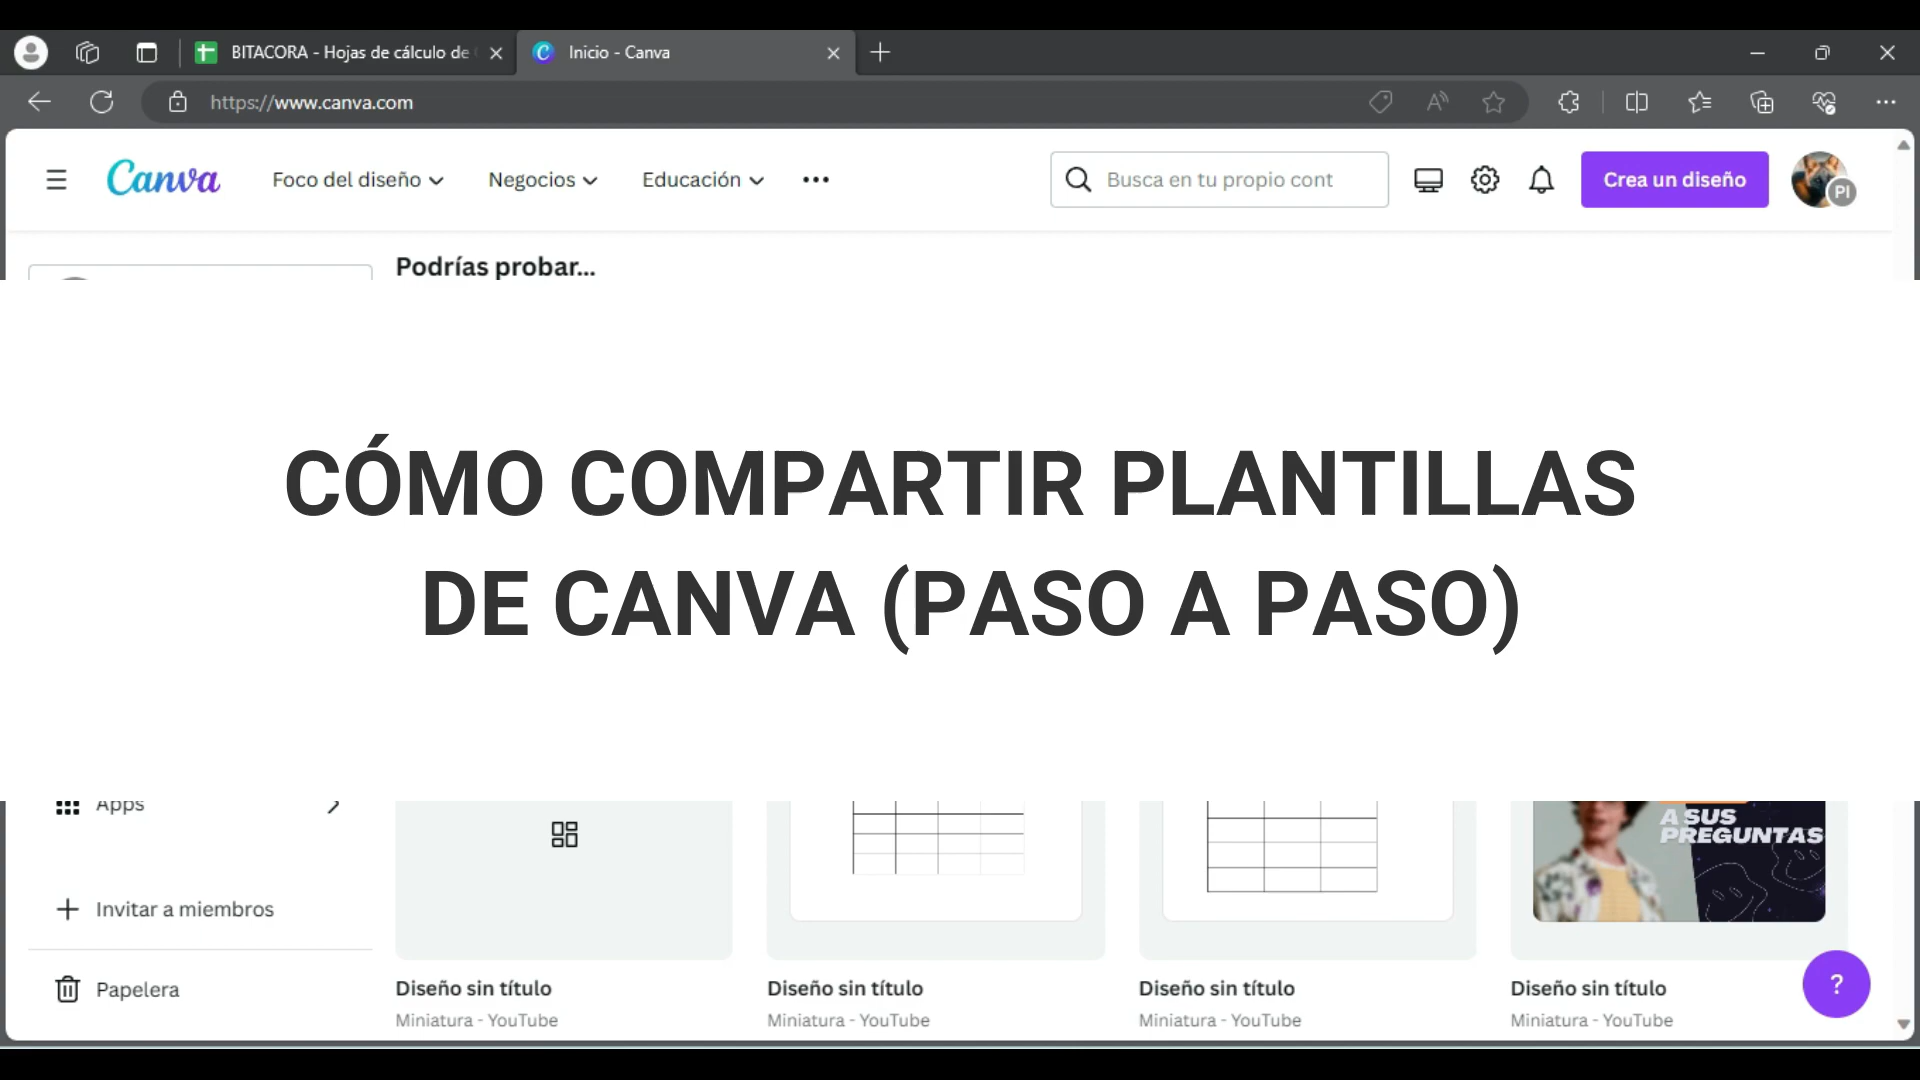 BITACORA - Hojas de cálculo de
Inicio - Canva
https://www.canva.com
Canva
Foco del diseño
Negocios
Educación
Busca en tu propio cont
Crea un diseño
PI
Podrías probar...
CÓMO COMPARTIR PLANTILLAS
DE CANVA (PASO A PASO)
Apps
Invitar a miembros
Papelera
A SUS
PREGUNTAS
Diseño sin título
Miniatura - YouTube
Diseño sin título
Miniatura - YouTube
Diseño sin título
Miniatura - YouTube
Diseño sin título
Miniatura - YouTube
?